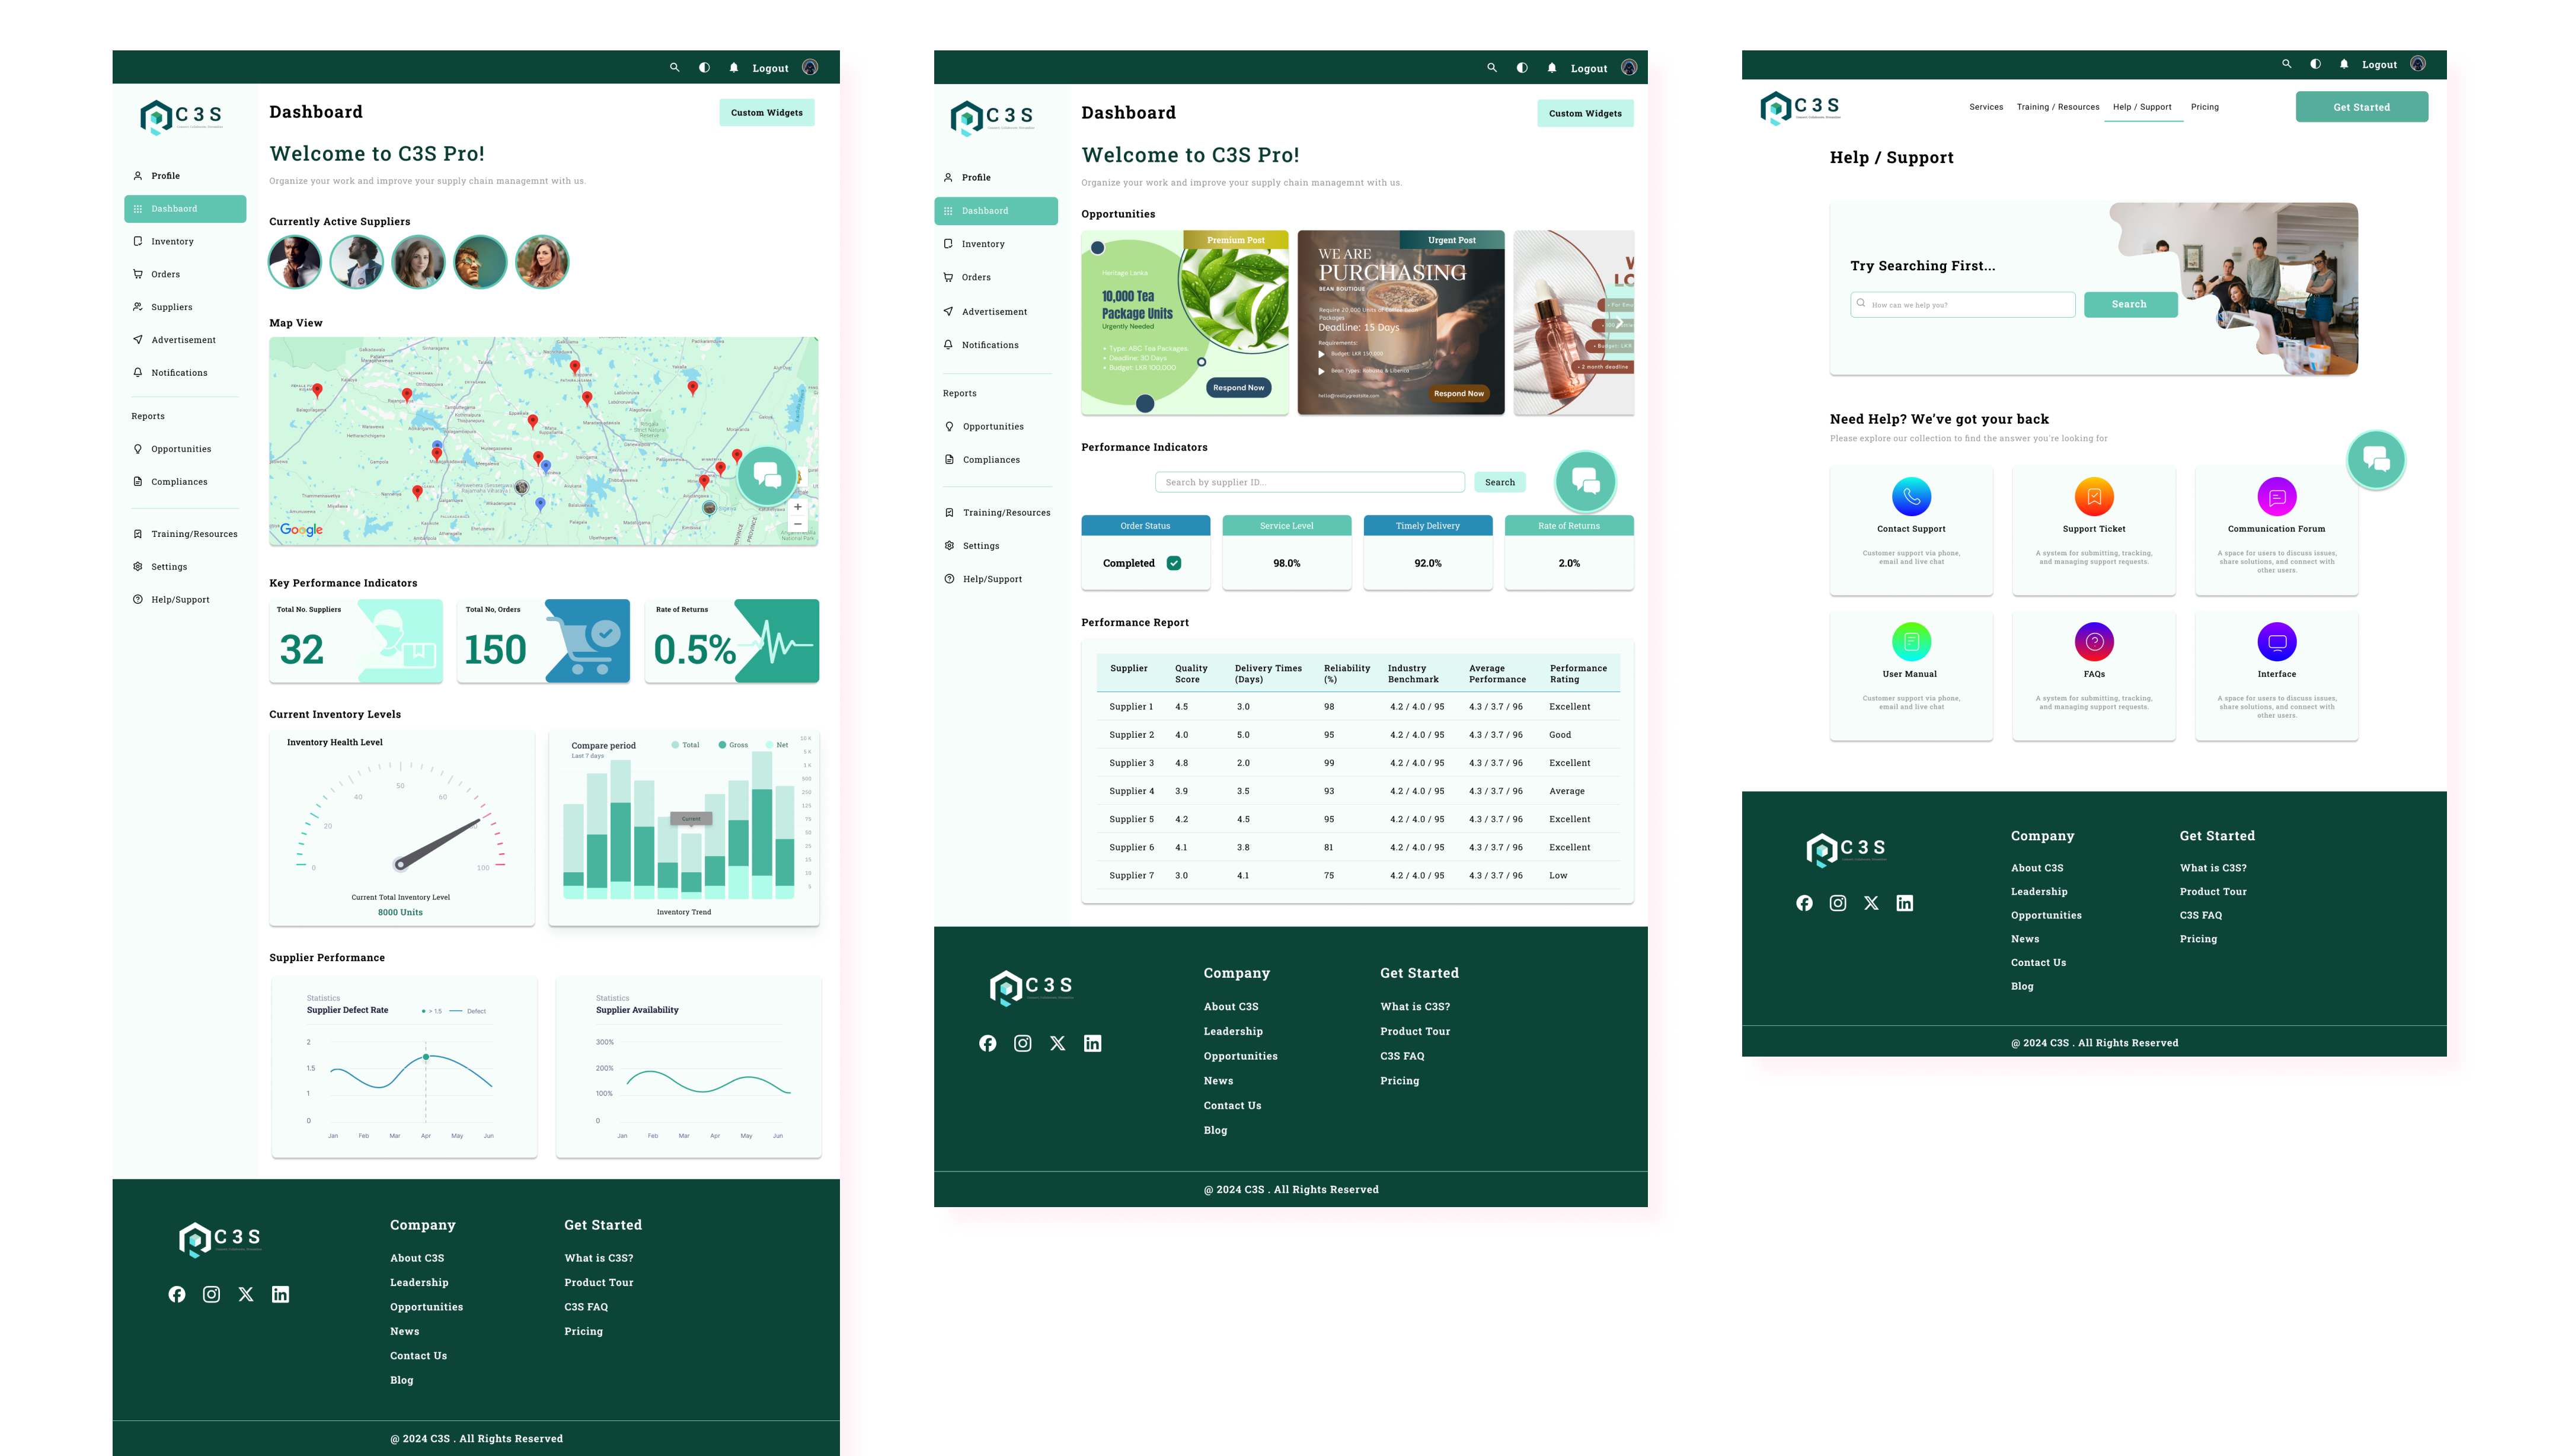 Logout
C3S
Dashboard
Custom Widgets
Welcome to C3S Pro!
Organize your work and improve your supply chain managemnt with us.
Profile
Dashbaord
Inventory
Orders
Suppliers
Advertisement
Notifications
Reports
Opportunities
Compliances
Training/Resources
Settings
Help/Support
Currently Active Suppliers
Map View
Google
Key Performance Indicators
Total No. Suppliers
32
Total No, Orders
150
Rate of Returns
0.5%
Current Inventory Levels
Inventory Health Level
0
20
40
50
60
100
Current Total Inventory Level
8000 Units
Compare period
Last 7 days
Total
Gross
Net
Current
Inventory Trend
Supplier Performance
Statistics
Supplier Defect Rate
> 1.5
Defect
2
1.5
1
0
Jan Feb Mar Apr May Jun
Statistics
Supplier Availability
300%
200%
100%
0
Jan Feb Mar Apr May Jun
C3S
Company
About C3S
Leadership
Opportunities
News
Contact Us
Blog
Get Started
What is C3S?
Product Tour
C3S FAQ
Pricing
@ 2024 C3S . All Rights Reserved
Logout
C3S
Dashboard
Custom Widgets
Welcome to C3S Pro!
Organize your work and improve your supply chain managemnt with us.
Profile
Dashbaord
Inventory
Orders
Advertisement
Notifications
Reports
Opportunities
Compliances
Training/Resources
Settings
Help/Support
Opportunities
Premium Post
Heritage Lanka
10,000 Tea
Package Units
Urgently Needed
• Type: ABC Tea Packages
• Deadline: 30 Days
• Budget: LKR 100,000
Respond Now
Urgent Post
WE ARE
PURCHASING
BEAN BOUTIQUE
Packages
Deadline: 15 Days
Requirements:
Budget: LKR 150,000
Respond Now
• 2 month deadline
Performance Indicators
Search by supplier ID...
Search
Order Status
Completed
Service Level
98.0%
Timely Delivery
92.0%
Rate of Returns
2.0%
Performance Report
Supplier Quality Score Delivery Times (Days) Reliability (%) Industry Benchmark Average Performance Performance Rating
Supplier 1 4.5 3.0 98 4.2 / 4.0 / 95 4.3 / 3.7 / 96 Excellent
Supplier 2 4.0 5.0 95 4.2 / 4.0 / 95 4.3 / 3.7 / 96 Good
Supplier 3 4.8 2.0 99 4.2 / 4.0 / 95 4.3 / 3.7 / 96 Excellent
Supplier 4 3.9 3.5 93 4.2 / 4.0 / 95 4.3 / 3.7 / 96 Average
Supplier 5 4.2 4.5 95 4.2 / 4.0 / 95 4.3 / 3.7 / 96 Excellent
Supplier 6 4.1 3.8 81 4.2 / 4.0 / 95 4.3 / 3.7 / 96 Excellent
Supplier 7 3.0 4.1 75 4.2 / 4.0 / 95 4.3 / 3.7 / 96 Low
C3S
Company
About C3S
Leadership
Opportunities
News
Contact Us
Blog
Get Started
What is C3S?
Product Tour
C3S FAQ
Pricing
@ 2024 C3S . All Rights Reserved
Logout
C3S
Services
Training / Resources
Help / Support
Pricing
Get Started
Help / Support
Try Searching First...
How can we help you?
Search
Need Help? We've got your back
Please explore our collection to find the answer you're looking for
Contact Support
Customer support via phone,
email and live chat
Support Ticket
A system for submitting, tracking,
and managing support requests.
Communication Forum
A space for users to discuss issues,
share solutions, and connect with
other users.
User Manual
Customer support via phone,
email and live chat
FAQs
A system for submitting, tracking,
and managing support requests.
Interface
A space for users to discuss issues,
share solutions, and connect with
other users.
C3S
Company
About C3S
Leadership
Opportunities
News
Contact Us
Blog
Get Started
What is C3S?
Product Tour
C3S FAQ
Pricing
@ 2024 C3S . All Rights Reserved